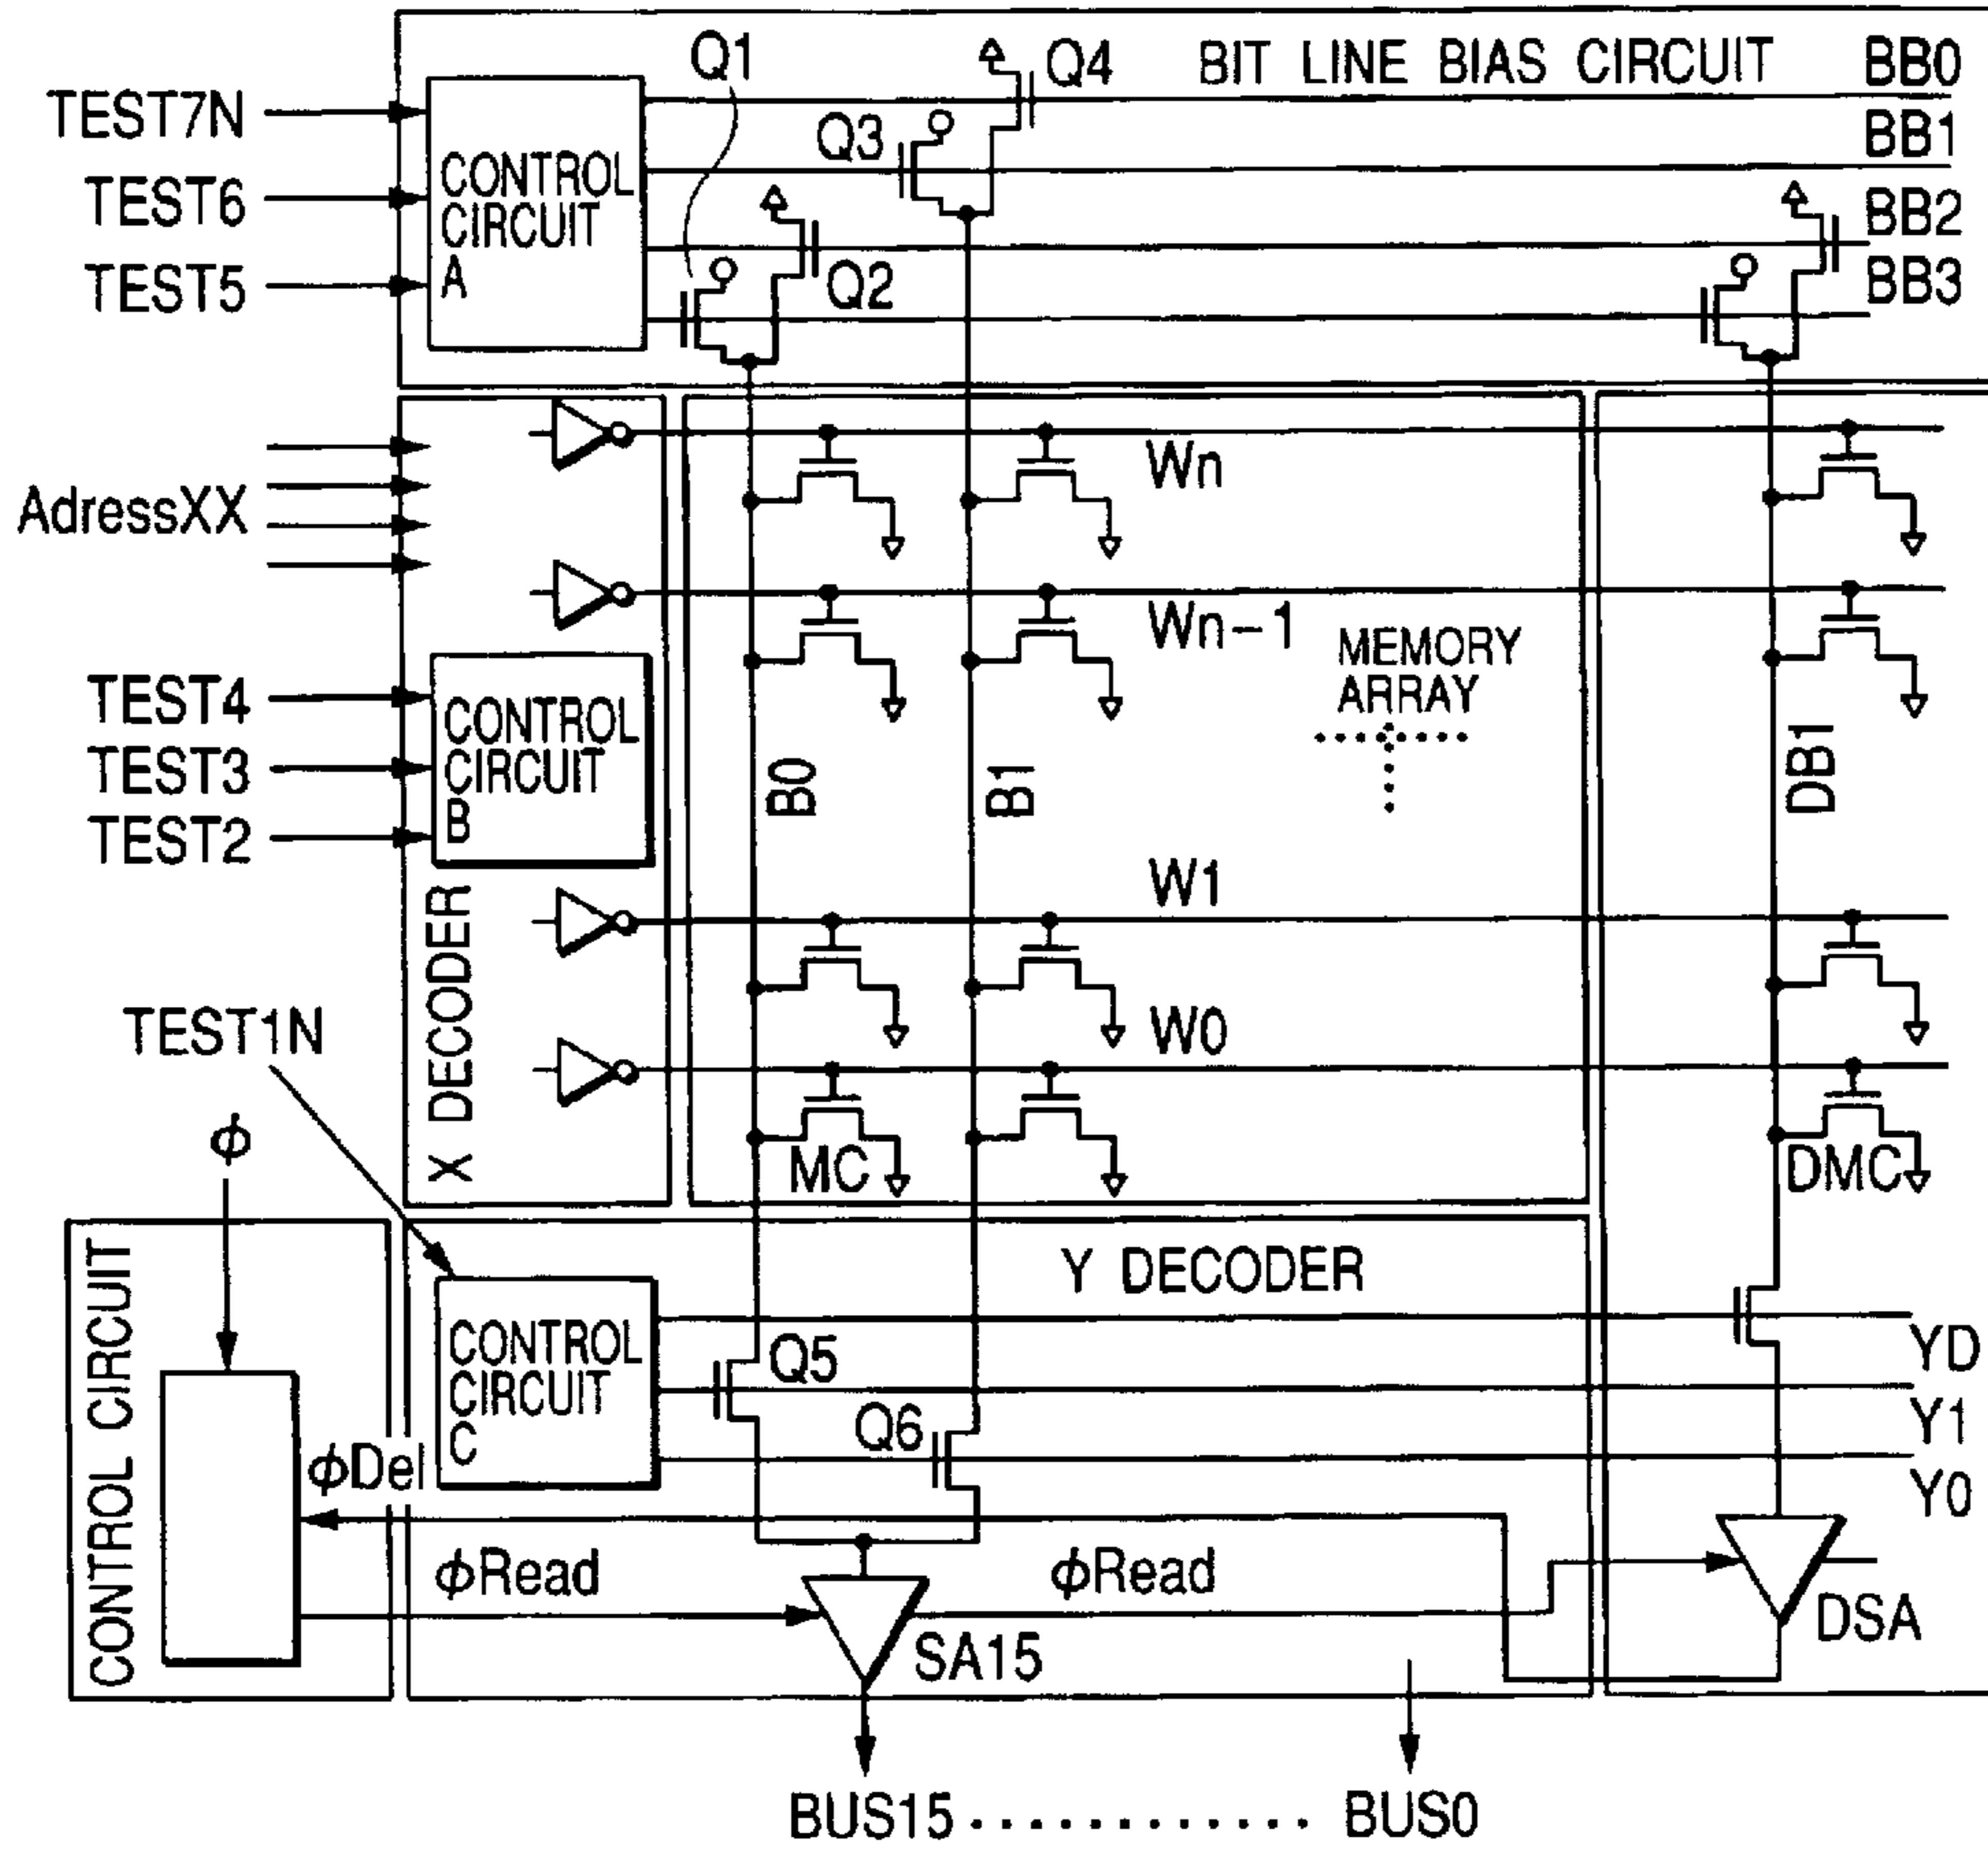 Q1
Q4
BIT LINE BIAS CIRCUIT
BB0
TEST7N
Q3
BB1
CONTROL
CIRCUIT
A
TEST6
BB2
TEST5
Q2
BB3
Wn
AdressXX
Wn-1
MEMORY
ARRAY
TEST4
CONTROL
CIRCUIT
B
TEST3
TEST2
B0
B1
DB1
W1
X DECODER
TEST1N
W0
φ
MC
DMC
CONTROL CIRCUIT
Y DECODER
CONTROL
CIRCUIT
C
Q5
YD
Q6
Y1
φDel
Y0
φRead
φRead
SA15
DSA
BUS15 ............ BUS0